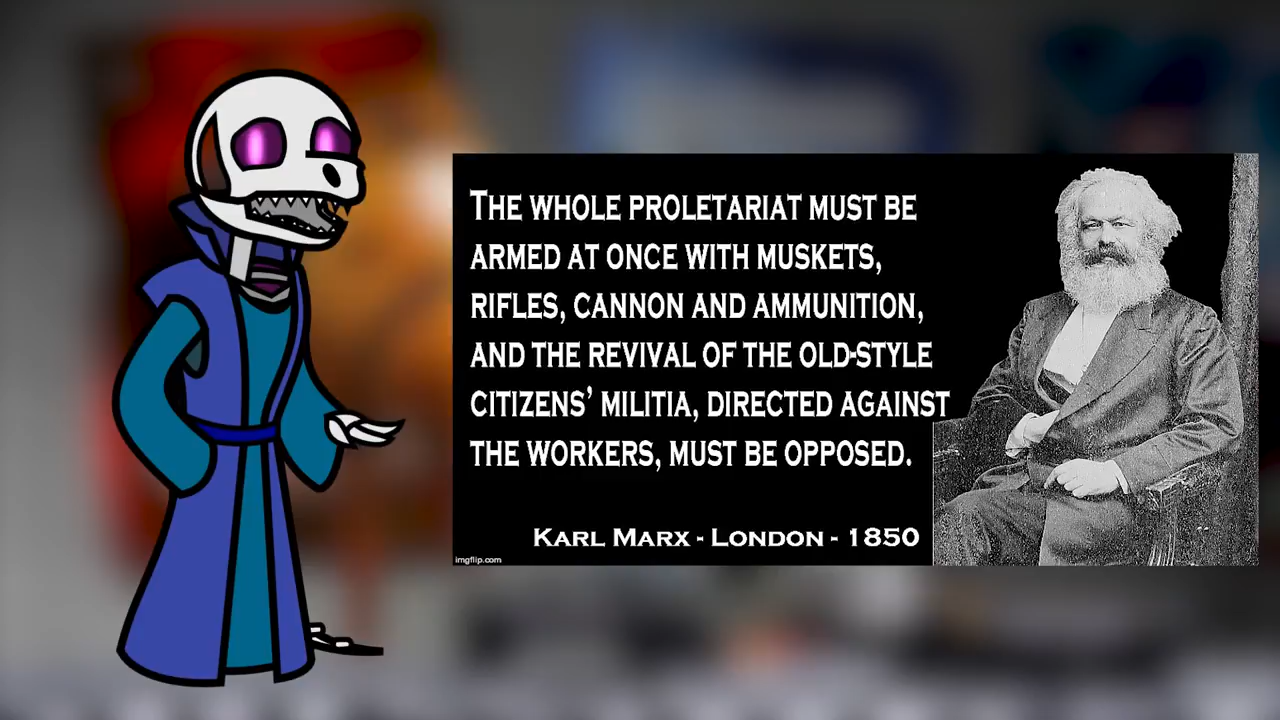 THE WHOLE PROLETARIAT MUST BE
ARMED AT ONCE WITH MUSKETS,
RIFLES, CANNON AND AMMUNITION,
AND THE REVIVAL OF THE OLD-STYLE
CITIZENS' MILITIA, DIRECTED AGAINST
THE WORKERS, MUST BE OPPOSED.
KARL MARX - LONDON - 1850
imgflip.com